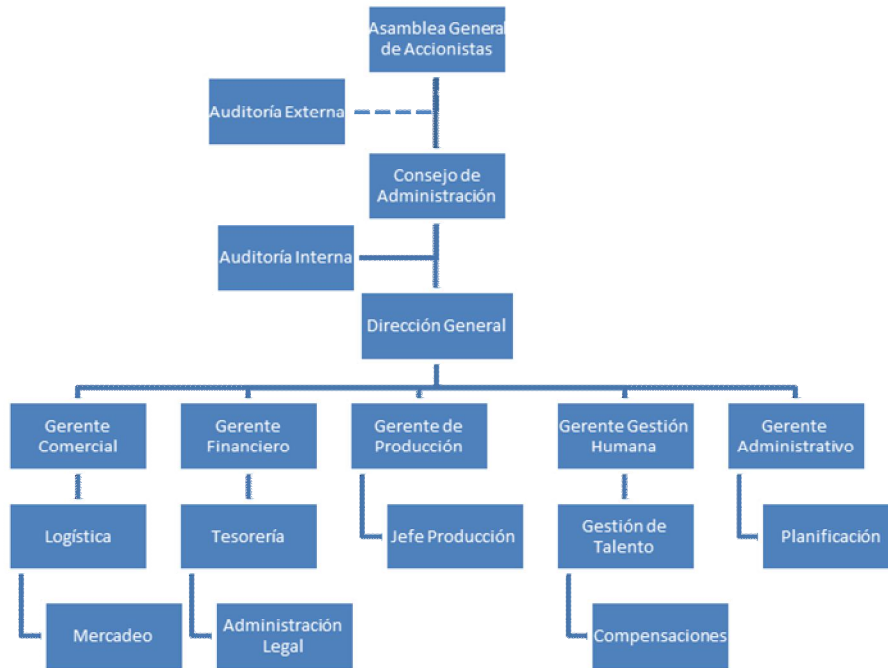 Asamblea General
de Accionistas
Auditoría Externa
Consejo de
Administración
Auditoría Interna
Dirección General
Gerente
Comercial
Gerente
Financiero
Gerente de
Producción
Gerente Gestión
Humana
Gerente
Administrativo
Logística
Tesorería
Jefe Producción
Gestión de
Talento
Planificación
Mercadeo
Administración
Legal
Compensaciones